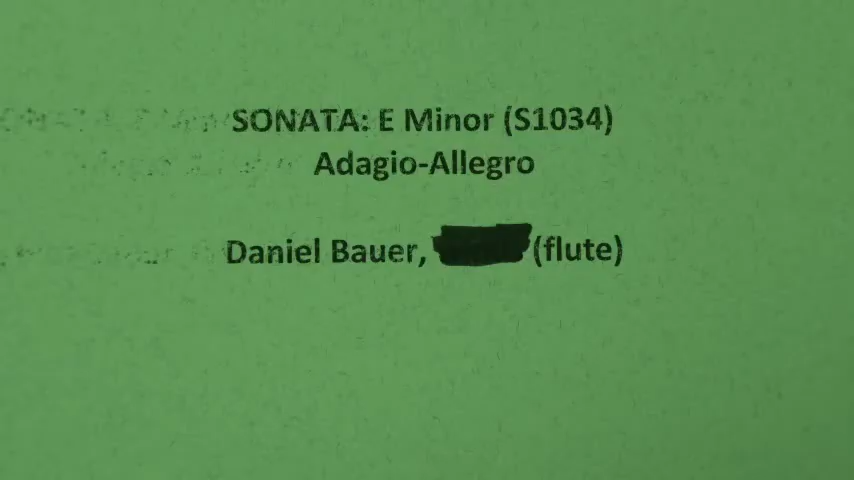 SONATA: E Minor (S1034)
Adagio-Allegro
Daniel Bauer, (flute)